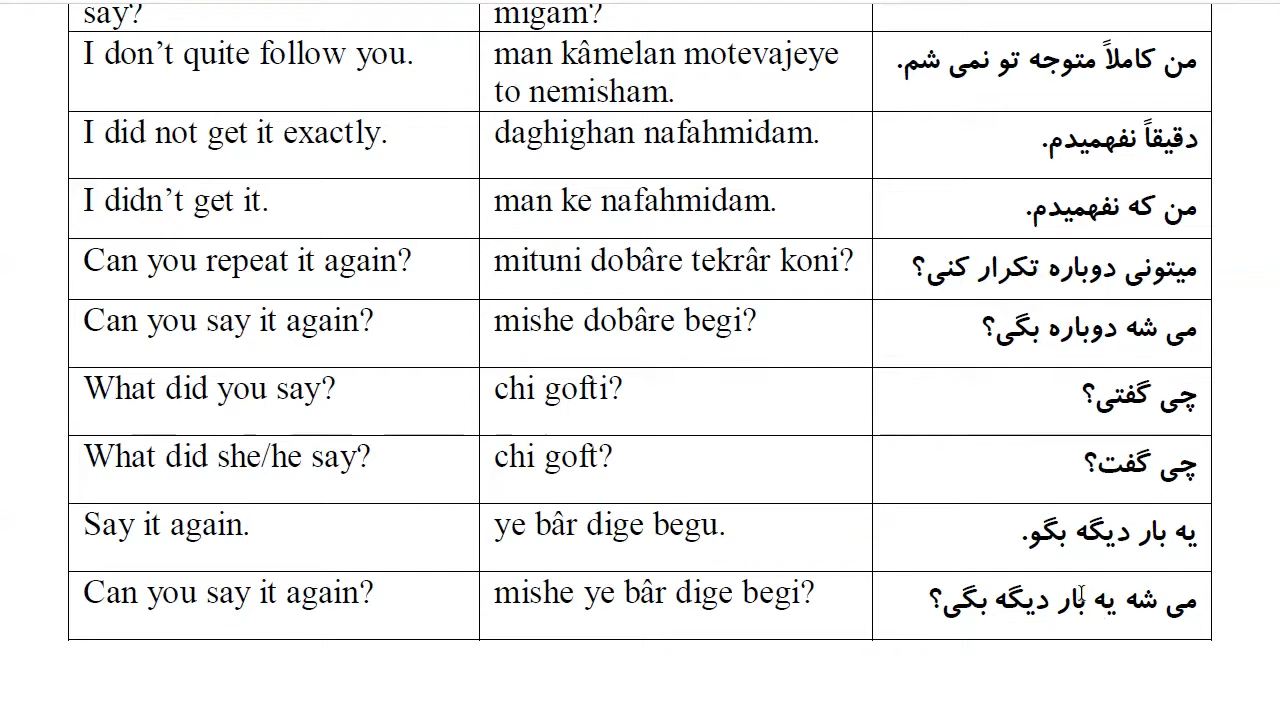 say?
migam?
I don’t quite follow you.
man kâmelan motevajeye
to nemisham.
من کاملاً متوجه تو نمی شم.
I did not get it exactly.
daghighan nafahmidam.
دقیقاً نفهمیدم.
I didn’t get it.
man ke nafahmidam.
من که نفهمیدم.
Can you repeat it again?
mituni dobâre tekrâr koni?
میتونی دوباره تکرار کنی؟
Can you say it again?
mishe dobâre begi?
می شه دوباره بگی؟
What did you say?
chi gofti?
چی گفتی؟
What did she/he say?
chi goft?
چی گفت؟
Say it again.
ye bâr dige begu.
یه بار دیگه بگو.
Can you say it again?
mishe ye bâr dige begi?
می شه یه بار دیگه بگی؟